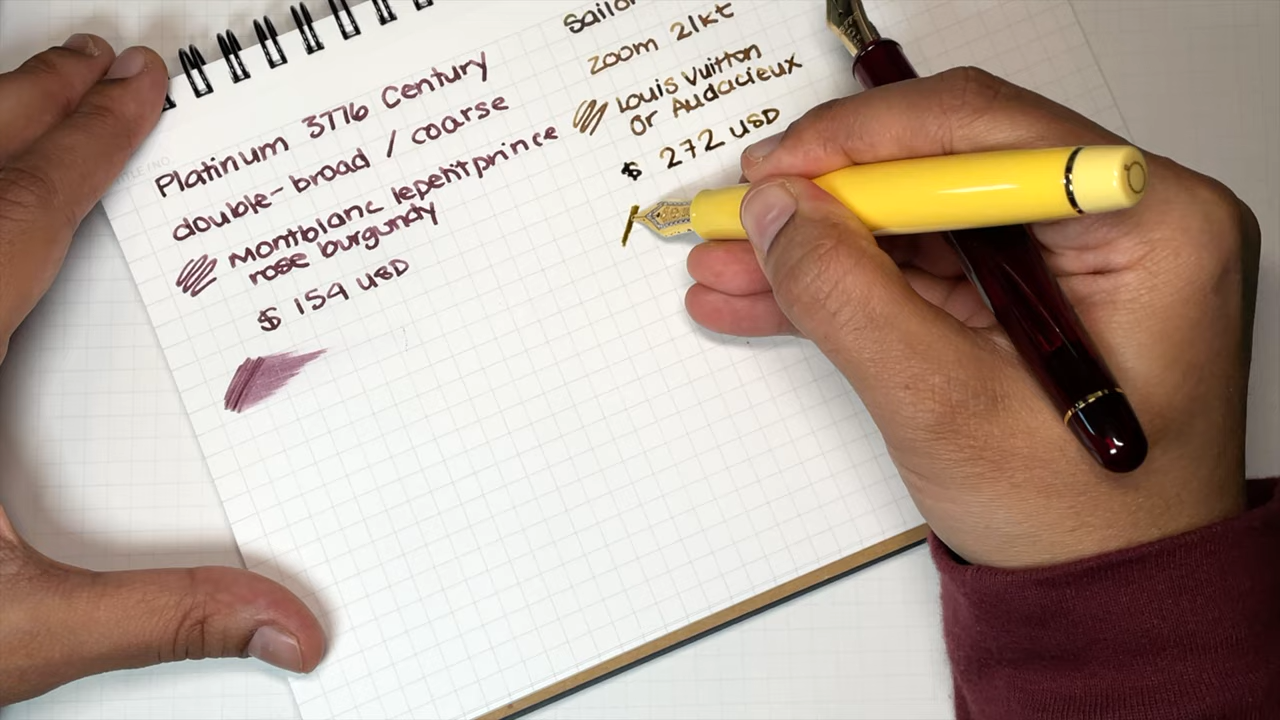 Platinum 3776 Century
double-broad / coarse
Montblanc lepetitprince
rose burgundy
$ 154 USD
Sailor
zoom 21kt
Louis Vuitton
Or Audacieux
$ 272 USD